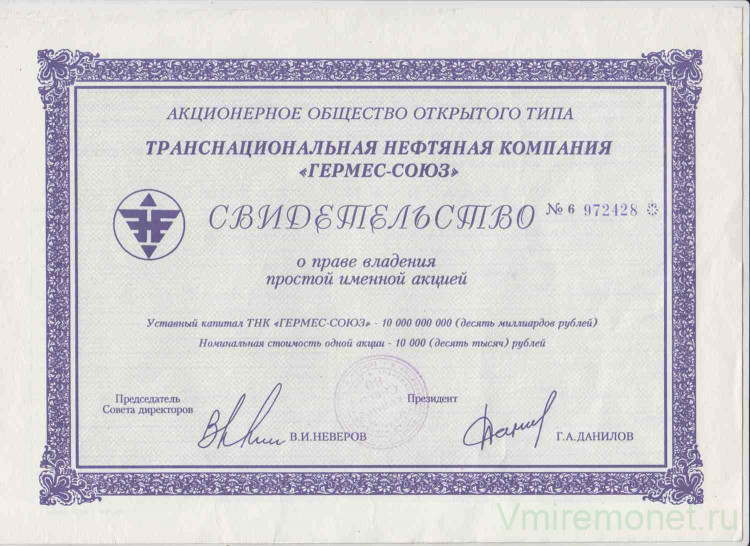 АКЦИОНЕРНОЕ ОБЩЕСТВО ОТКРЫТОГО ТИПА
ТРАНСНАЦИОНАЛЬНАЯ НЕФТЯНАЯ КОМПАНИЯ
«ГЕРМЕС-СОЮЗ»
СВИДЕТЕЛЬСТВО № 6 972428
о праве владения
простой именной акцией
Уставный капитал ТНК «ГЕРМЕС-СОЮЗ» - 10 000 000 000 (десять миллиардов рублей)
Номинальная стоимость одной акции - 10 000 (десять тысяч) рублей
Председатель
Совета директоров
В.И.НЕВЕРОВ
Президент
Г.А.ДАНИЛОВ
Vmiremonet.ru